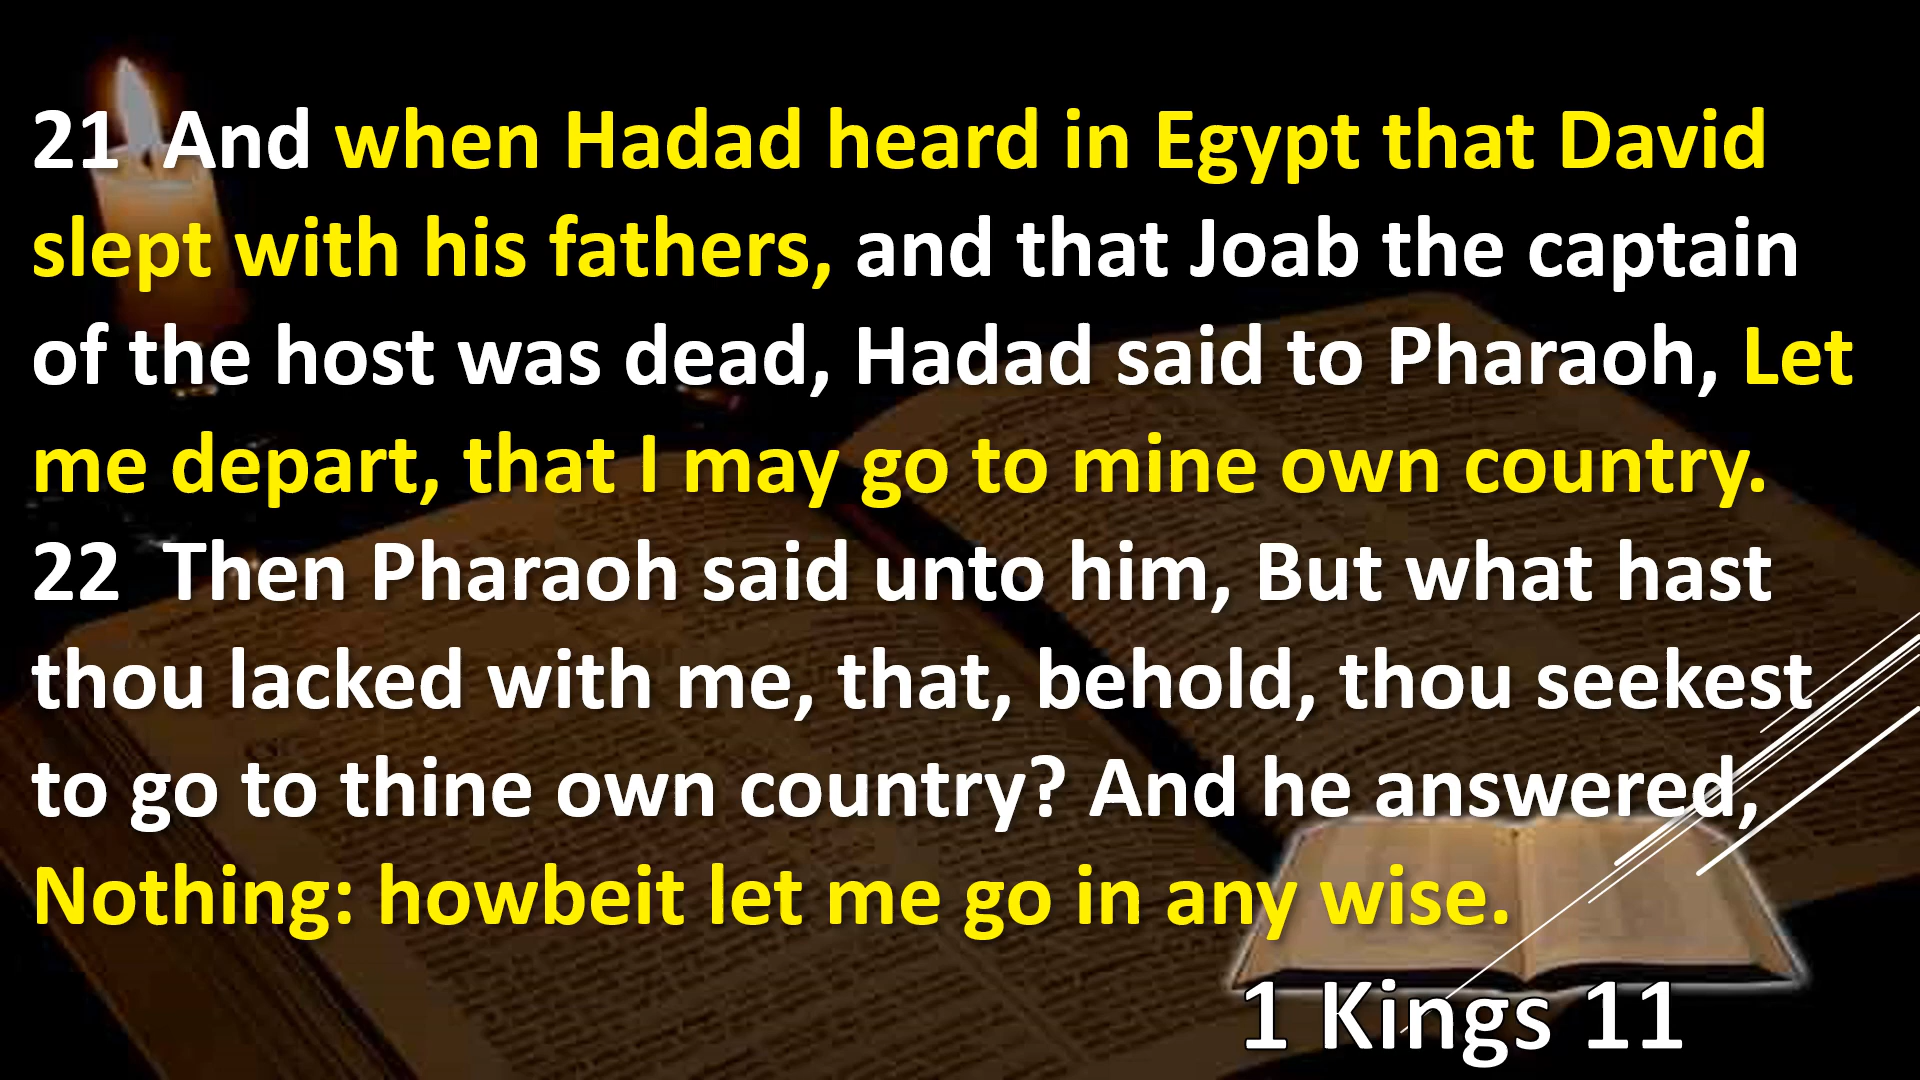 21 And when Hadad heard in Egypt that David
slept with his fathers, and that Joab the captain
of the host was dead, Hadad said to Pharaoh, Let
me depart, that I may go to mine own country.
22 Then Pharaoh said unto him, But what hast
thou lacked with me, that, behold, thou seekest
to go to thine own country? And he answered,
Nothing: howbeit let me go in any wise.
1 Kings 11